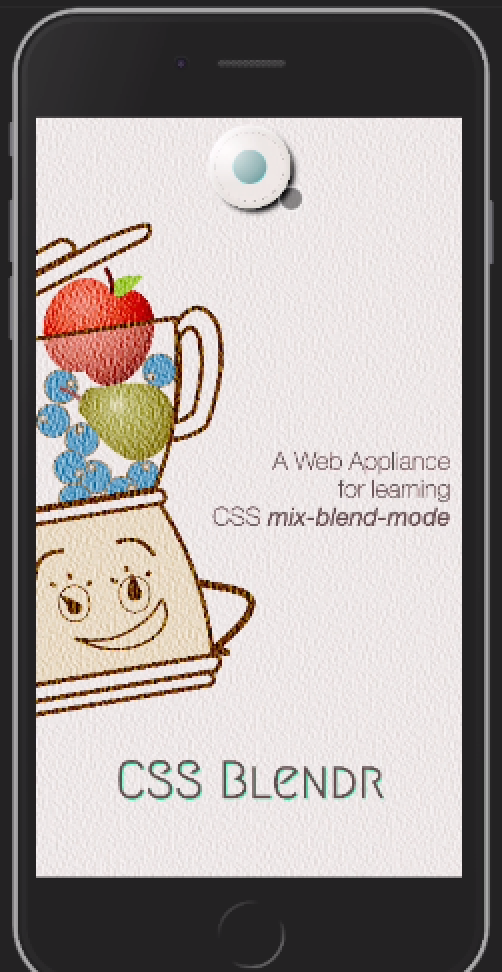 A Web Appliance
for learning
CSS mix-blend-mode
CSS Blendr